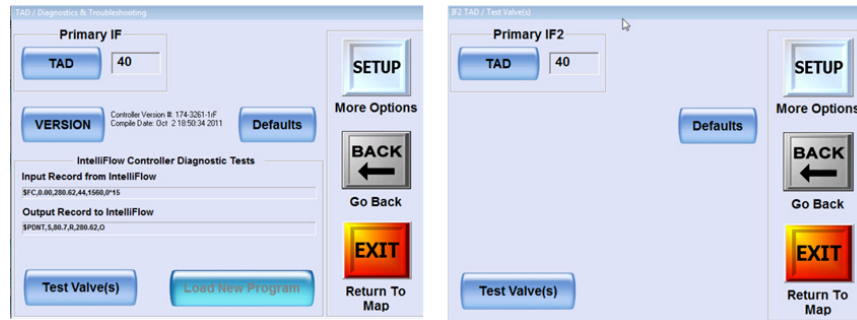 TAD / Diagnostics & Troubleshooting
Primary IF
TAD
40
SETUP
More Options
VERSION
Controller Version #: 174-3261-1rF
Compile Date: Oct 2 18:50:34 2011
Defaults
IntelliFlow Controller Diagnostic Tests
Input Record from IntelliFlow
$FC,0.00,280.62,44,1560,0*15
Output Record to IntelliFlow
$PDNT,S,80.7,R,280.62,O
BACK
Go Back
Test Valve(s)
Load New Program
EXIT
Return To
Map
IF2 TAD / Test Valve(s)
Primary IF2
TAD
40
SETUP
More Options
Defaults
BACK
Go Back
Test Valve(s)
EXIT
Return To
Map